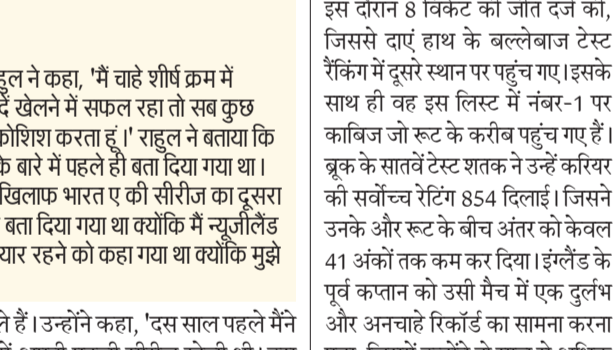 हुल ने कहा, 'मैं चाहे शीर्ष क्रम में
दें खेलने में सफल रहा तो सब कुछ
कोशिश करता हूं।' राहुल ने बताया कि
के बारे में पहले ही बता दिया गया था।
खिलाफ भारत ए की सीरीज का दूसरा
बता दिया गया था क्योंकि मैं न्यूजीलैंड
यार रहने को कहा गया था क्योंकि मुझे
ले हैं। उन्होंने कहा, 'दस साल पहले मैंने
इस दौरान 8 विकेट की जीत दर्ज की,
जिससे दाएं हाथ के बल्लेबाज टेस्ट
रैंकिंग में दूसरे स्थान पर पहुंच गए। इसके
साथ ही वह इस लिस्ट में नंबर-1 पर
काबिज जो रूट के करीब पहुंच गए हैं।
ब्रूक के सातवें टेस्ट शतक ने उन्हें करियर
की सर्वोच्च रेटिंग 854 दिलाई। जिसने
उनके और रूट के बीच अंतर को केवल
41 अंकों तक कम कर दिया। इंग्लैंड के
पूर्व कप्तान को उसी मैच में एक दुर्लभ
और अनचाहे रिकॉर्ड का सामना करना